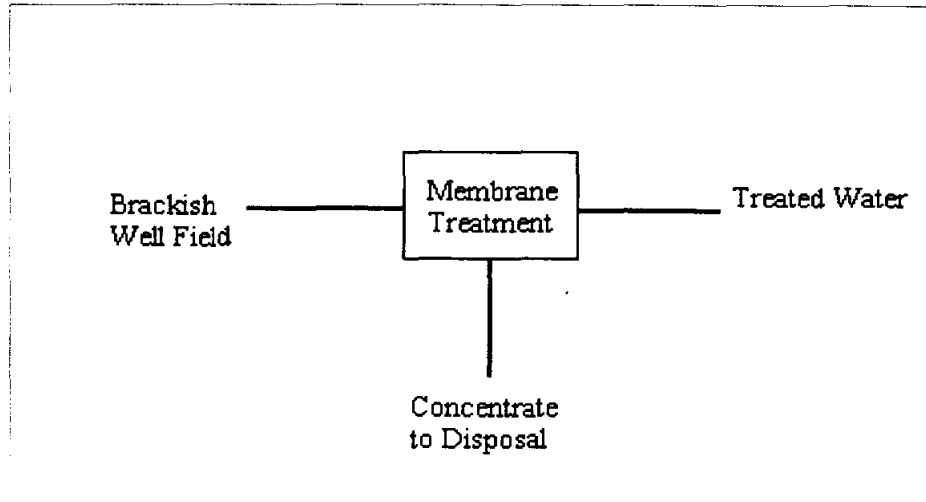 Brackish
Well Field
Membrane
Treatment
Treated Water
Concentrate
to Disposal